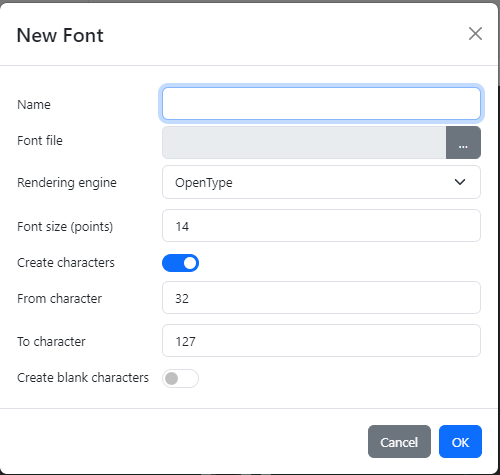 New Font
Name
Font file
...
Rendering engine OpenType
Font size (points) 14
Create characters
From character 32
To character 127
Create blank characters
Cancel OK